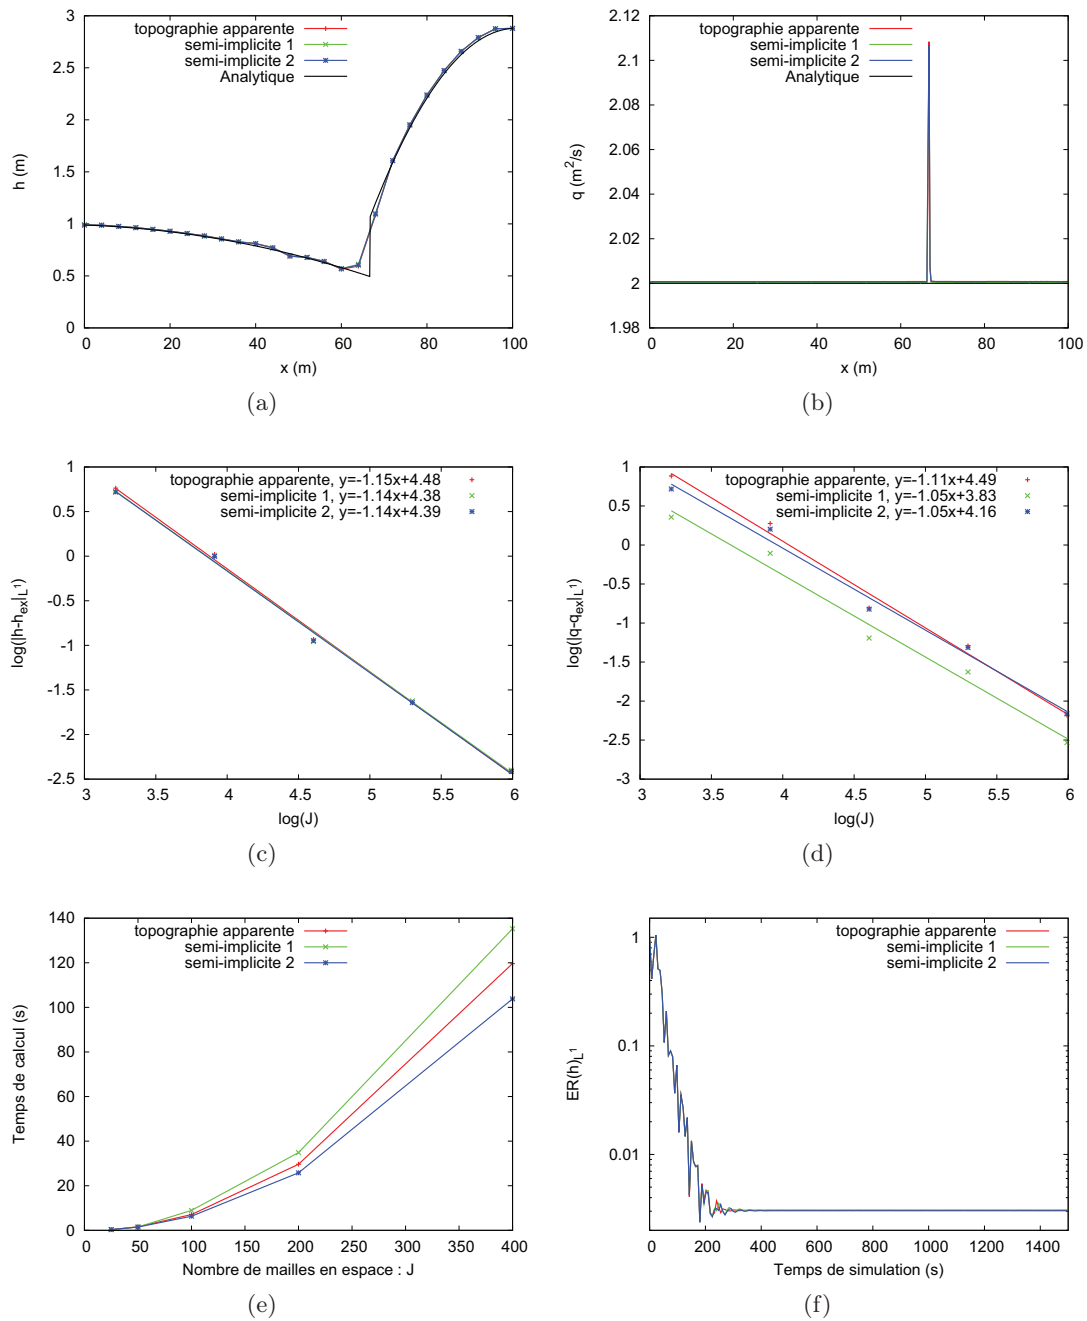 topographie apparente
semi-implicite 1
semi-implicite 2
Analytique
h (m)
3
2.5
2
1.5
1
0.5
0
0 20 40 60 80 100
x (m)
(a)
topographie apparente
semi-implicite 1
semi-implicite 2
Analytique
q (m²/s)
2.12
2.1
2.08
2.06
2.04
2.02
2
1.98
0 20 40 60 80 100
x (m)
(b)
topographie apparente, y=-1.15x+4.48
semi-implicite 1, y=-1.14x+4.38
semi-implicite 2, y=-1.14x+4.39
log(|h-h_ex|_L¹)
1
0.5
0
-0.5
-1
-1.5
-2
-2.5
3 3.5 4 4.5 5 5.5 6
log(J)
(c)
topographie apparente, y=-1.11x+4.49
semi-implicite 1, y=-1.05x+3.83
semi-implicite 2, y=-1.05x+4.16
log(|q-q_ex|_L¹)
1
0.5
0
-0.5
-1
-1.5
-2
-2.5
-3
3 3.5 4 4.5 5 5.5 6
log(J)
(d)
topographie apparente
semi-implicite 1
semi-implicite 2
Temps de calcul (s)
140
120
100
80
60
40
20
0
0 50 100 150 200 250 300 350 400
Nombre de mailles en espace : J
(e)
topographie apparente
semi-implicite 1
semi-implicite 2
ER(h)_L¹
1
0.1
0.01
0 200 400 600 800 1000 1200 1400
Temps de simulation (s)
(f)